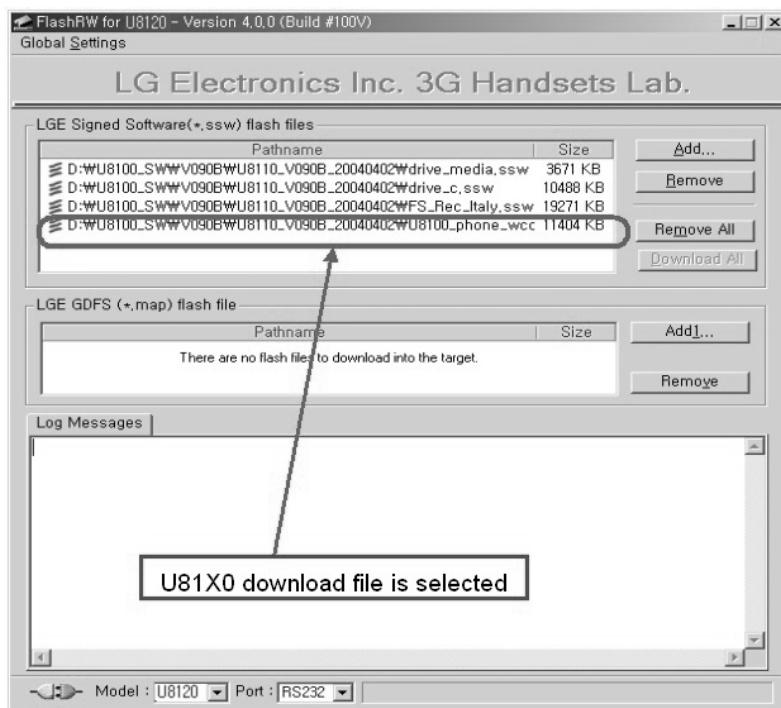 FlashRW for U8120 - Version 4.0.0 (Build #100V)
Global Settings
LG Electronics Inc. 3G Handsets Lab.
LGE Signed Software(*.ssw) flash files
Pathname Size
D:₩U8100_SW₩V090B₩U8110_V090B_20040402₩drive_media.ssw 3671 KB
D:₩U8100_SW₩V090B₩U8110_V090B_20040402₩drive_c.ssw 10488 KB
D:₩U8100_SW₩V090B₩U8110_V090B_20040402₩FS_Rec_Italy.ssw 19271 KB
D:₩U8100_SW₩V090B₩U8110_V090B_20040402₩U8100_phone_wcc 11404 KB
Add...
Remove
Remove All
Download All
LGE GDFS (*.map) flash file
Pathname Size
There are no flash files to download into the target.
Add1...
Remove
Log Messages
U81X0 download file is selected
Model : U8120 Port : RS232